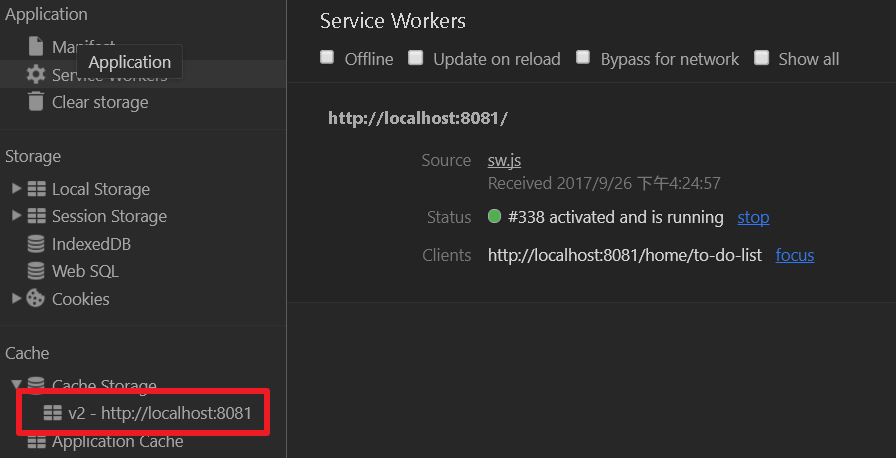 Application
Manifest
Application
Service Workers
Clear storage
Storage
Local Storage
Session Storage
IndexedDB
Web SQL
Cookies
Cache
Cache Storage
v2 - http://localhost:8081
Application Cache
Service Workers
Offline Update on reload Bypass for network Show all
http://localhost:8081/
Source sw.js
Received 2017/9/26 下午4:24:57
Status #338 activated and is running stop
Clients http://localhost:8081/home/to-do-list focus